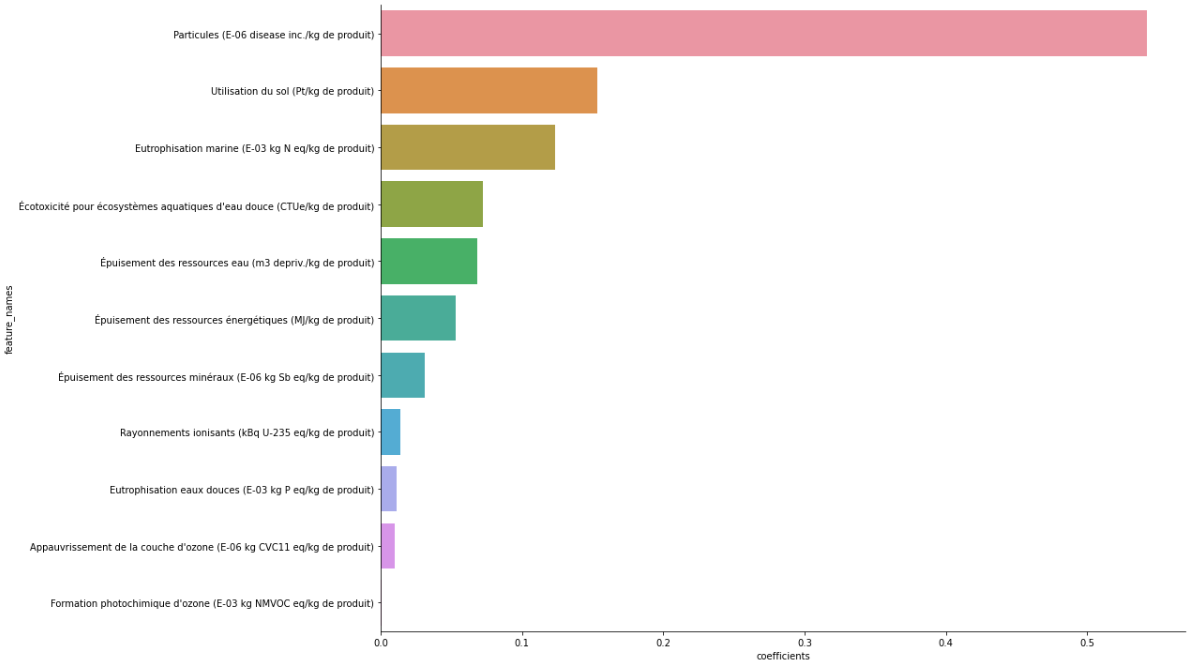 Particules (E-06 disease inc./kg de produit)
Utilisation du sol (Pt/kg de produit)
Eutrophisation marine (E-03 kg N eq/kg de produit)
Écotoxicité pour écosystèmes aquatiques d'eau douce (CTUe/kg de produit)
Épuisement des ressources eau (m3 depriv./kg de produit)
Épuisement des ressources énergétiques (MJ/kg de produit)
Épuisement des ressources minéraux (E-06 kg Sb eq/kg de produit)
Rayonnements ionisants (kBq U-235 eq/kg de produit)
Eutrophisation eaux douces (E-03 kg P eq/kg de produit)
Appauvrissement de la couche d'ozone (E-06 kg CVC11 eq/kg de produit)
Formation photochimique d'ozone (E-03 kg NMVOC eq/kg de produit)
feature_names
0.0 0.1 0.2 0.3 0.4 0.5
coefficients